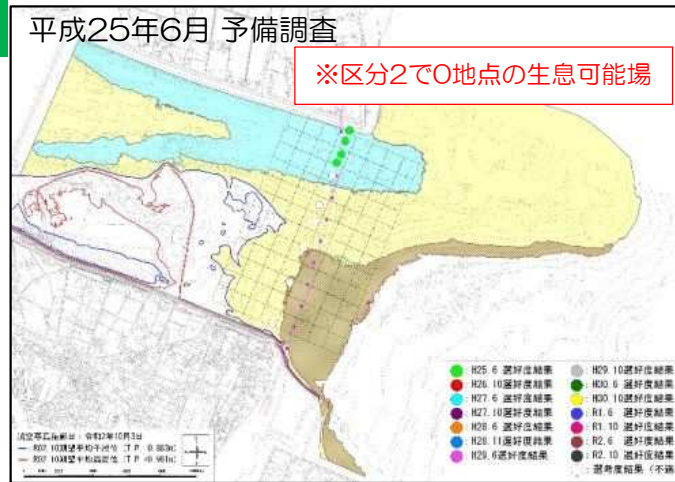 平成25年6月 予備調査
※区分2で0地点の生息可能場
H25.6 選好度結果
H26.10選好度結果
H27.6 選好度結果
H27.10選好度結果
H28.6 選好度結果
H28.11選好度結果
H29.6選好度結果
H29.10選好度結果
H30.6 選好度結果
H30.10選好度結果
R1.6 選好度結果
R1.10 選好度結果
R2.6 選好度結果
R2.10 選好度結果